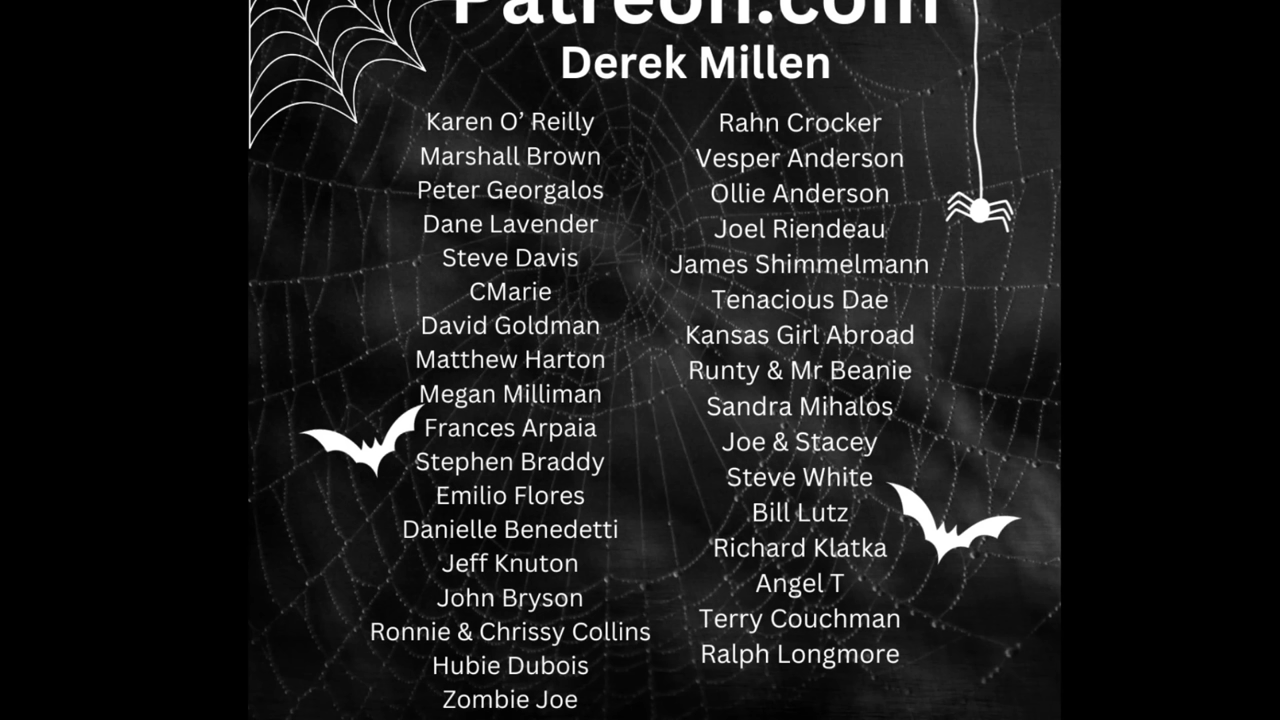 Patreon.com
Derek Millen
Karen O’ Reilly
Marshall Brown
Peter Georgalos
Dane Lavender
Steve Davis
CMarie
David Goldman
Matthew Harton
Megan Milliman
Frances Arpaia
Stephen Braddy
Emilio Flores
Danielle Benedetti
Jeff Knuton
John Bryson
Ronnie & Chrissy Collins
Hubie Dubois
Zombie Joe
Rahn Crocker
Vesper Anderson
Ollie Anderson
Joel Riendeau
James Shimmelmann
Tenacious Dae
Kansas Girl Abroad
Runty & Mr Beanie
Sandra Mihalos
Joe & Stacey
Steve White
Bill Lutz
Richard Klatka
Angel T
Terry Couchman
Ralph Longmore